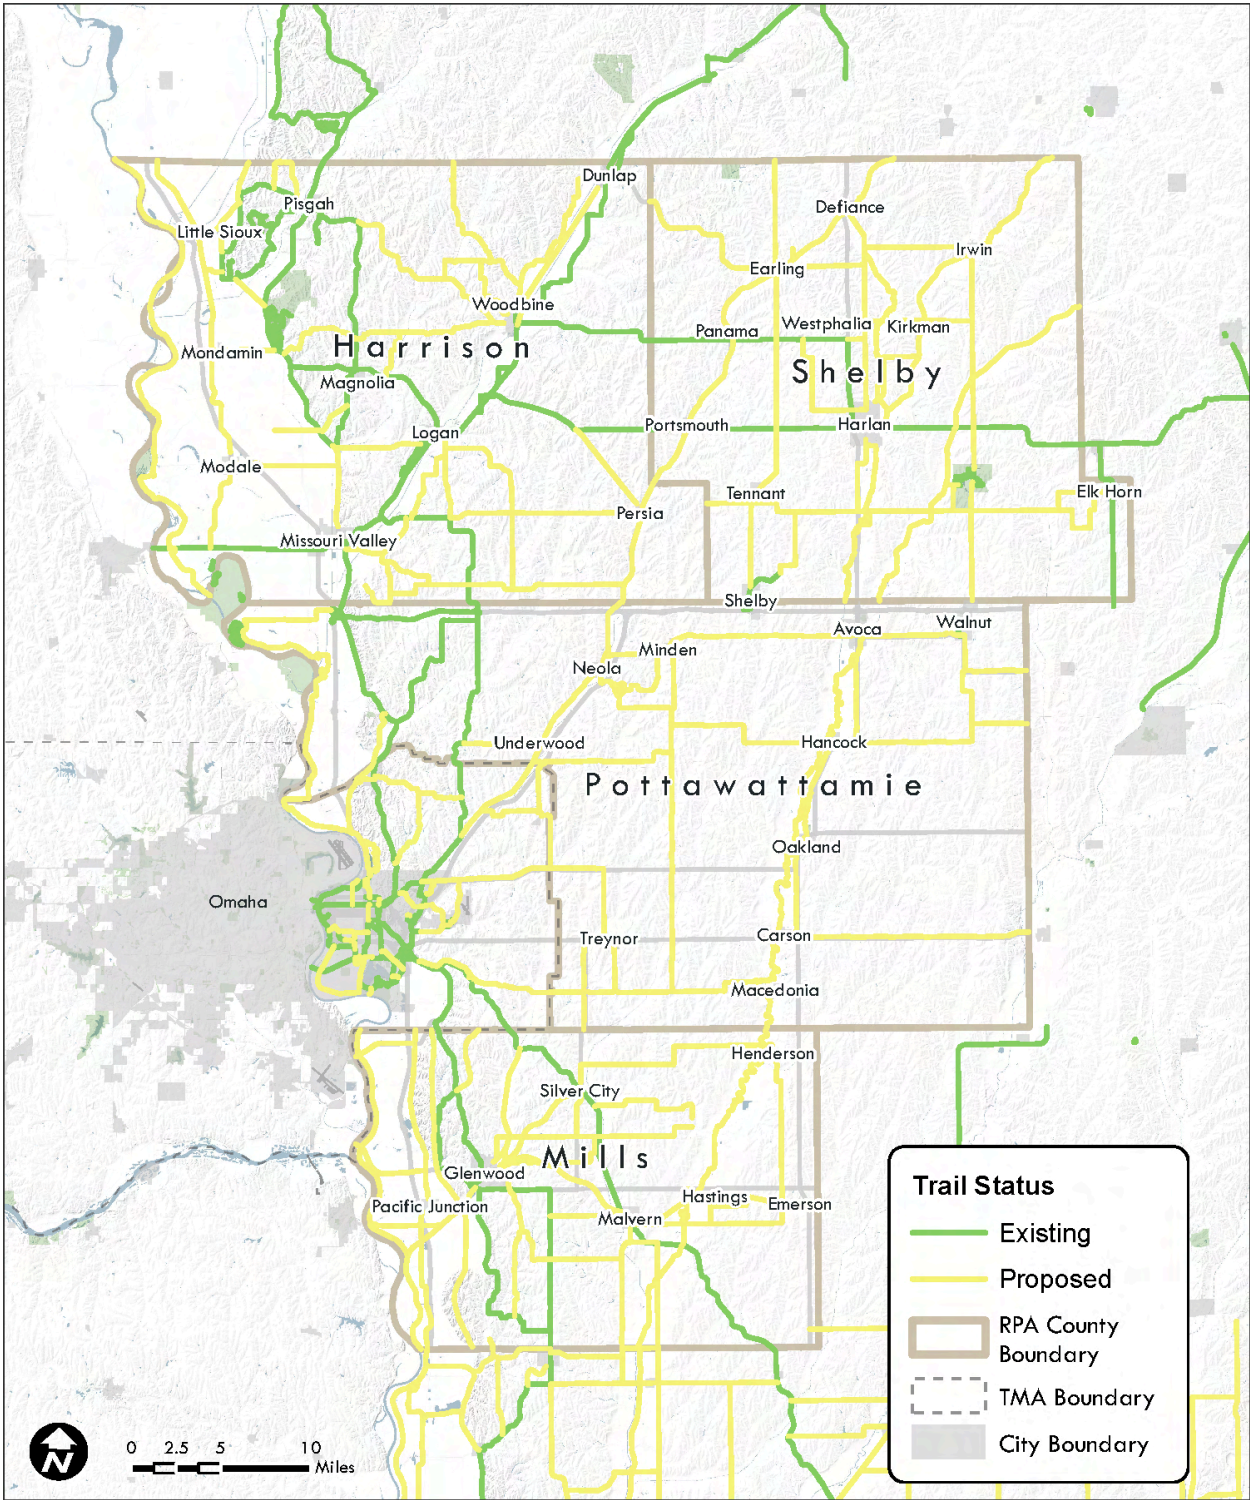 Dunlap
Pisgah
Defiance
Little Sioux
Irwin
Earling
Woodbine
Panama
Westphalia
Kirkman
Harrison
Mondamin
Shelby
Magnolia
Portsmouth
Harlan
Logan
Modale
Tennant
Elk Horn
Persia
Missouri Valley
Shelby
Avoca
Walnut
Minden
Neola
Underwood
Hancock
Pottawattamie
Oakland
Omaha
Treynor
Carson
Macedonia
Henderson
Silver City
Mills
Glenwood
Pacific Junction
Hastings
Emerson
Malvern
Trail Status
Existing
Proposed
RPA County
Boundary
TMA Boundary
City Boundary
N
0 2.5 5 10
Miles